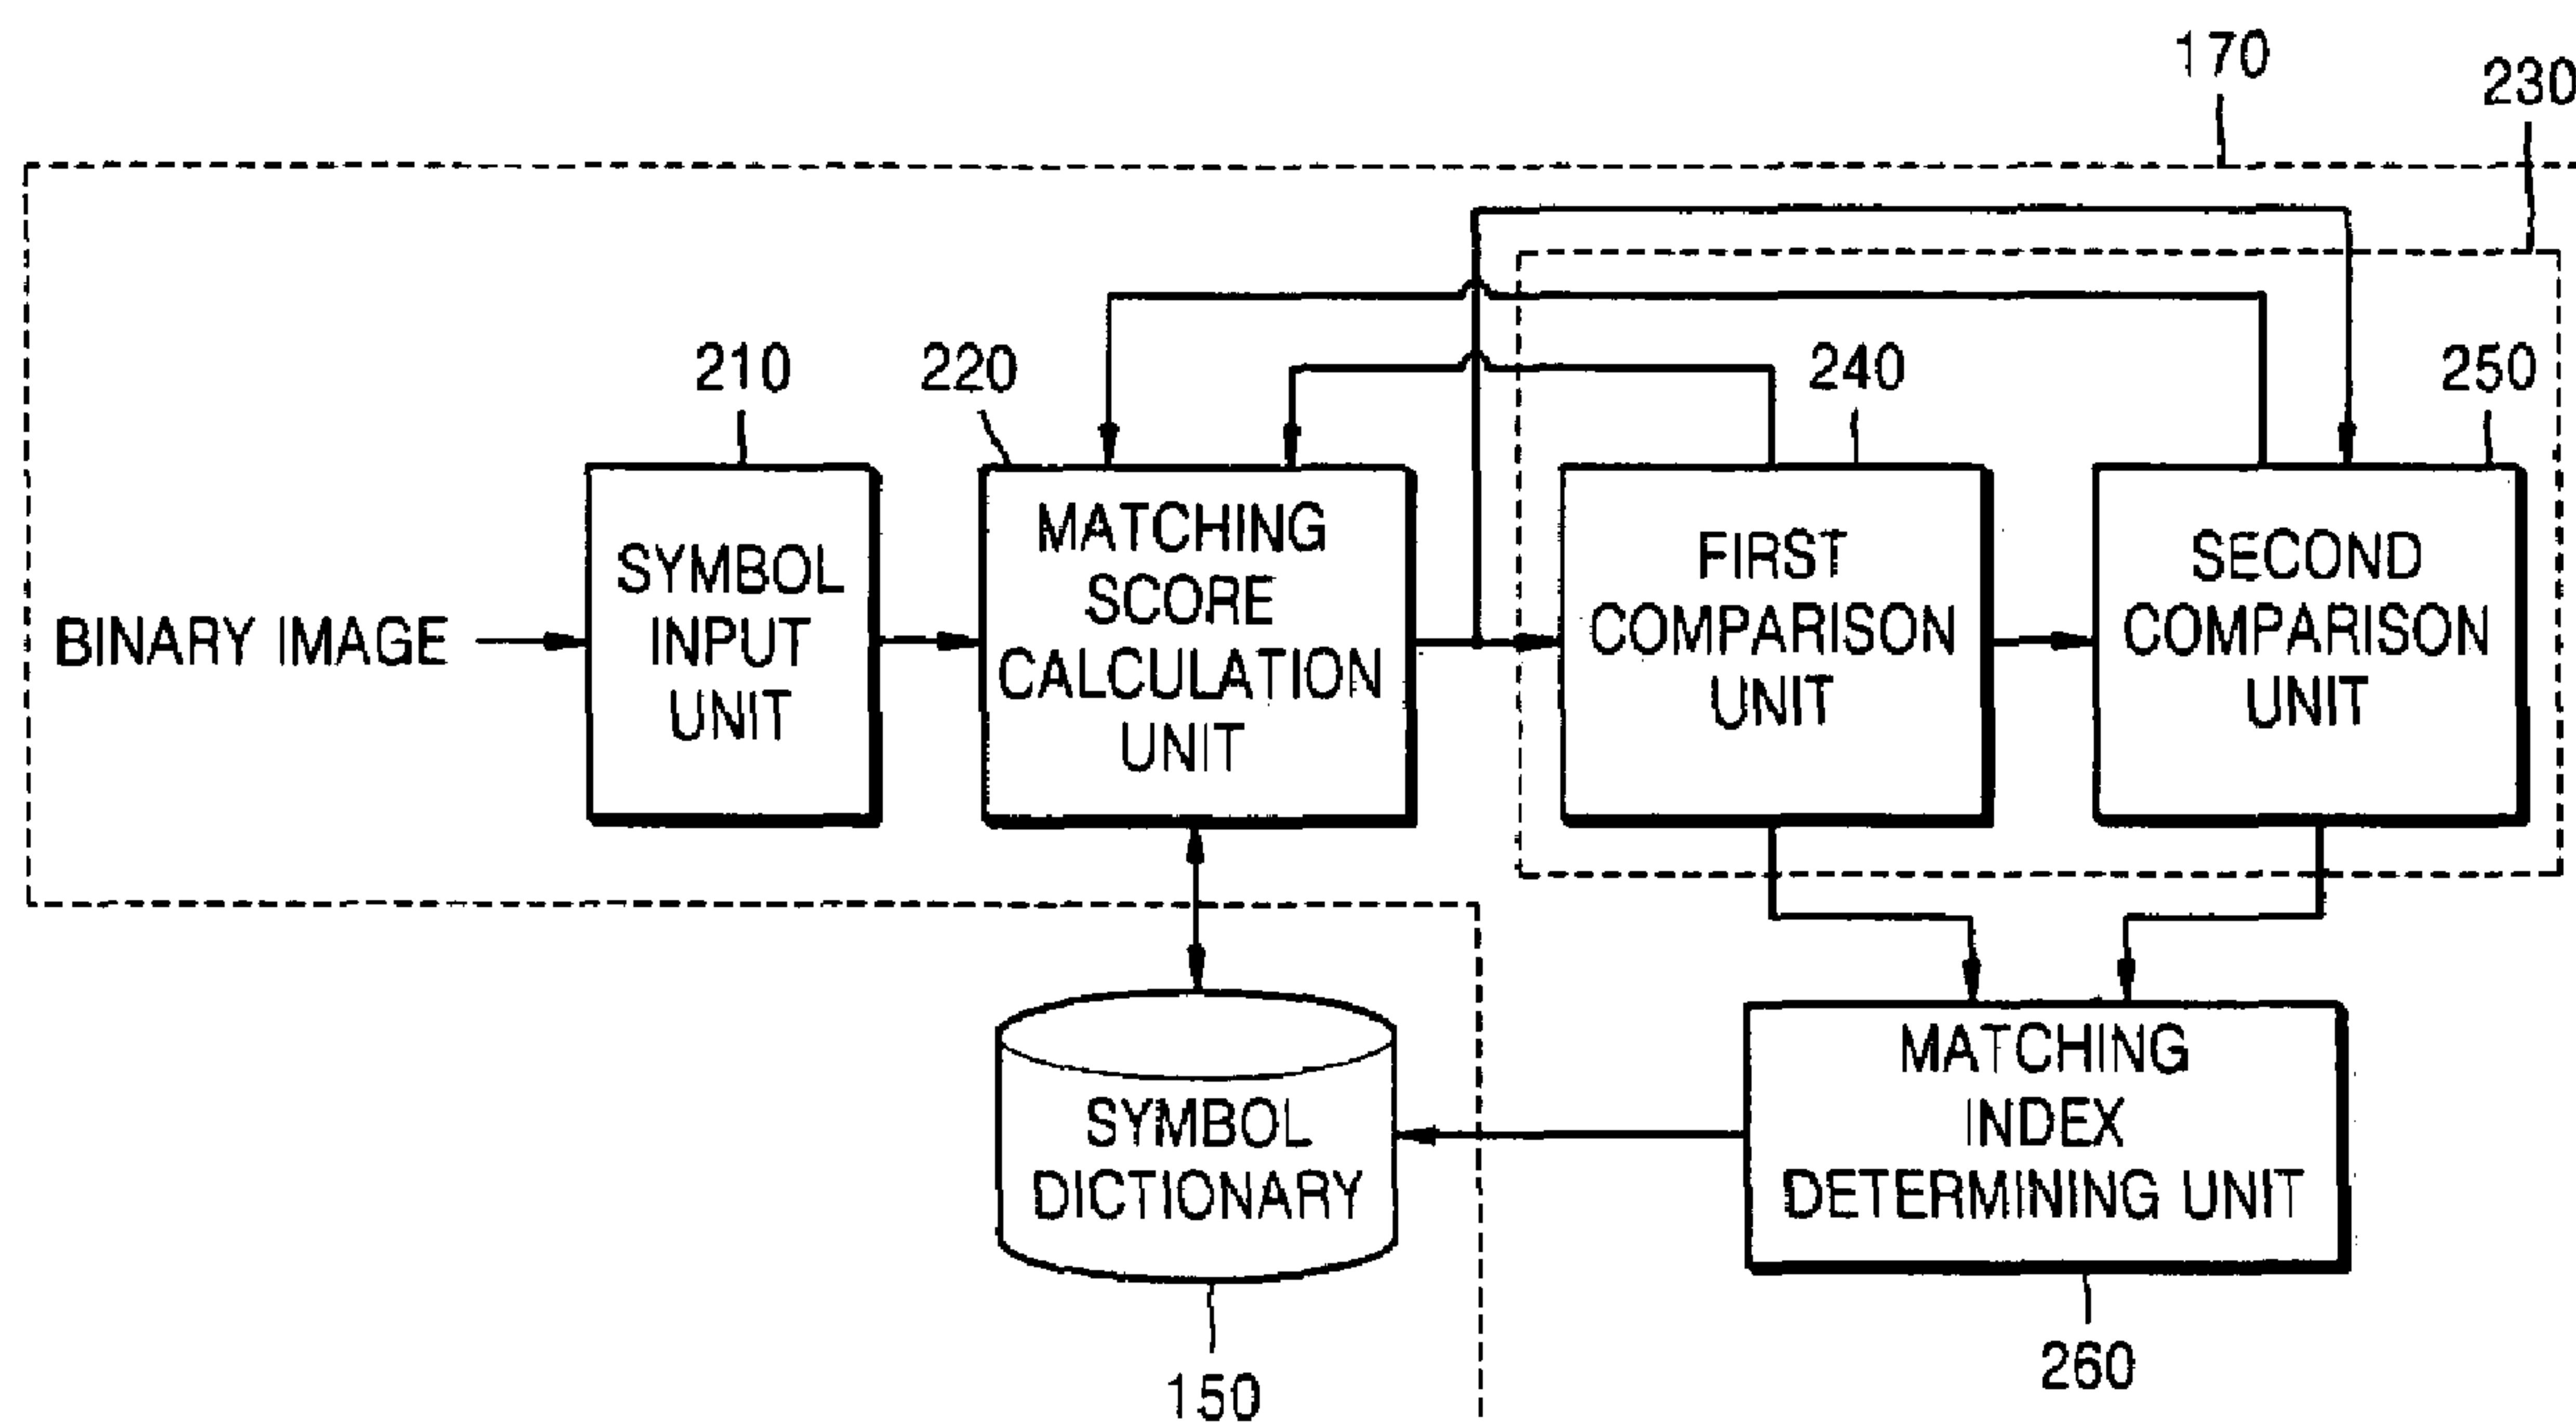 170
230
210
220
240
250
BINARY IMAGE
SYMBOL
INPUT
UNIT
MATCHING
SCORE
CALCULATION
UNIT
FIRST
COMPARISON
UNIT
SECOND
COMPARISON
UNIT
SYMBOL
DICTIONARY
MATCHING
INDEX
DETERMINING UNIT
150
260